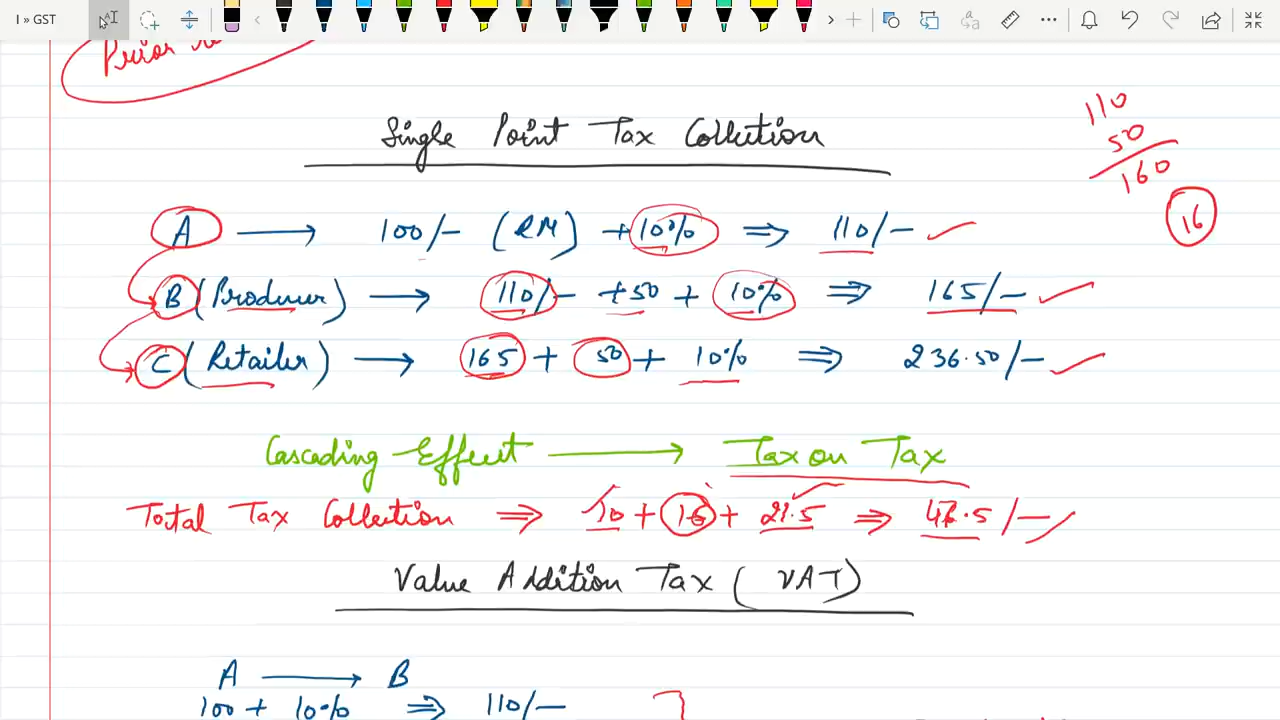 I » GST
Prior
Single Point Tax Collection
110
50
160
16
A → 100/- (RM) + 10% ⇒ 110/- ✓
B (Producer) → 110/- + 50 + 10% ⇒ 165/- ✓
C (Retailer) → 165 + 50 + 10% ⇒ 236.50/- ✓
Cascading Effect → Tax on Tax
Total Tax Collection ⇒ 10 + 16 + 21.5 ⇒ 47.5/- ✓
Value Addition Tax (VAT)
A → B
100 + 10% ⇒ 110/-